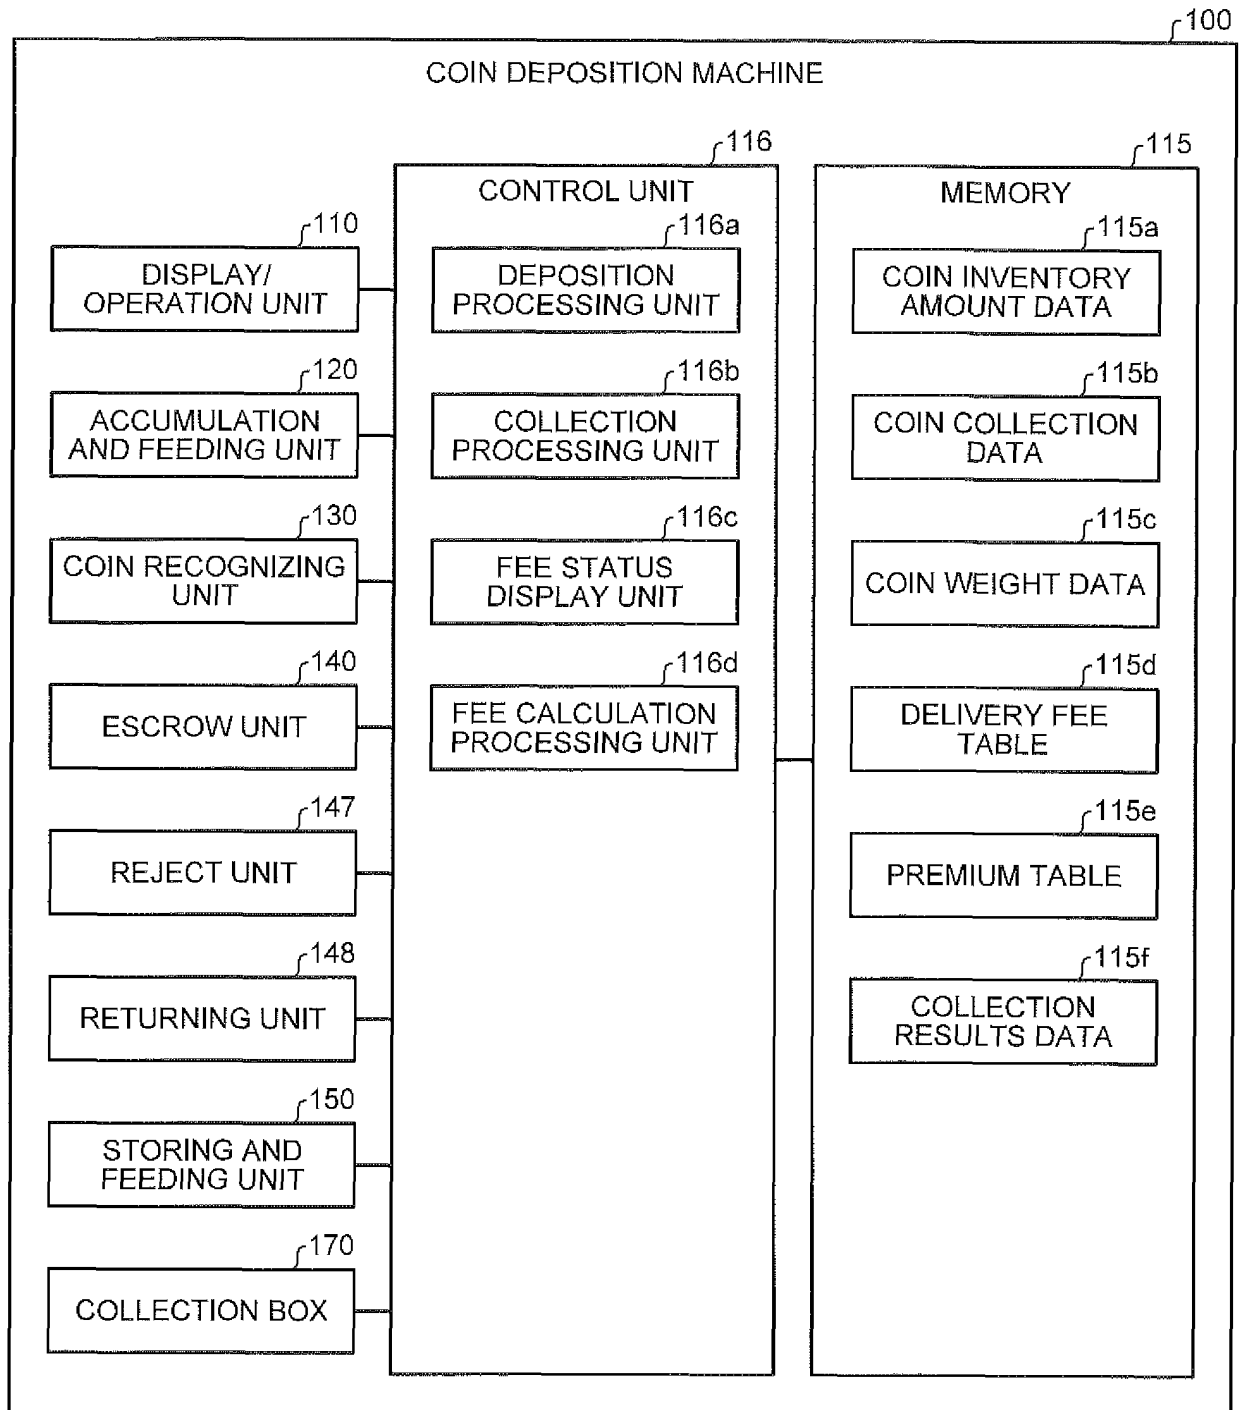 100
COIN DEPOSITION MACHINE
110
DISPLAY/
OPERATION UNIT
120
ACCUMULATION
AND FEEDING UNIT
130
COIN RECOGNIZING
UNIT
140
ESCROW UNIT
147
REJECT UNIT
148
RETURNING UNIT
150
STORING AND
FEEDING UNIT
170
COLLECTION BOX
116
CONTROL UNIT
116a
DEPOSITION
PROCESSING UNIT
116b
COLLECTION
PROCESSING UNIT
116c
FEE STATUS
DISPLAY UNIT
116d
FEE CALCULATION
PROCESSING UNIT
115
MEMORY
115a
COIN INVENTORY
AMOUNT DATA
115b
COIN COLLECTION
DATA
115c
COIN WEIGHT DATA
115d
DELIVERY FEE
TABLE
115e
PREMIUM TABLE
115f
COLLECTION
RESULTS DATA